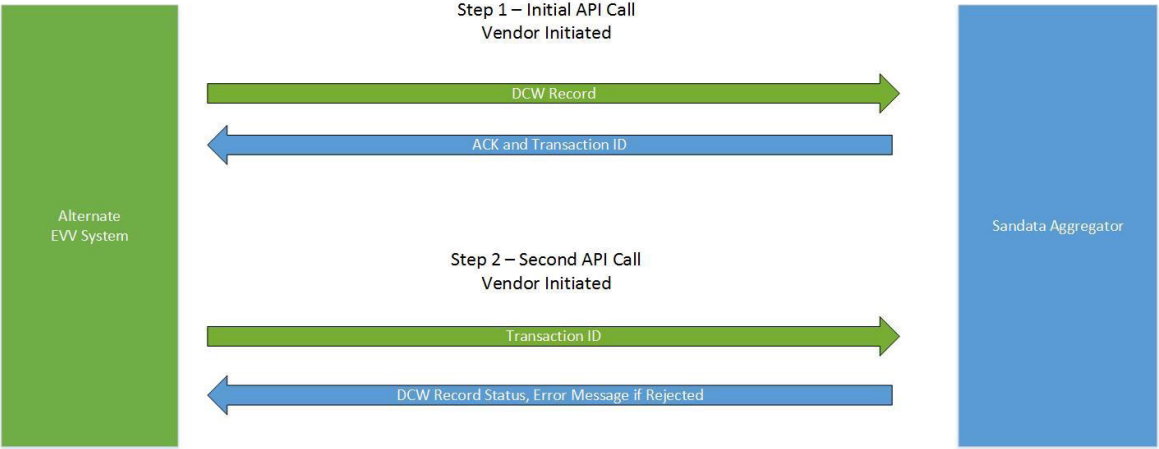 Step 1 – Initial API Call
Vendor Initiated
DCW Record
ACK and Transaction ID
Alternate
EVV System
Sandata Aggregator
Step 2 – Second API Call
Vendor Initiated
Transaction ID
DCW Record Status, Error Message if Rejected